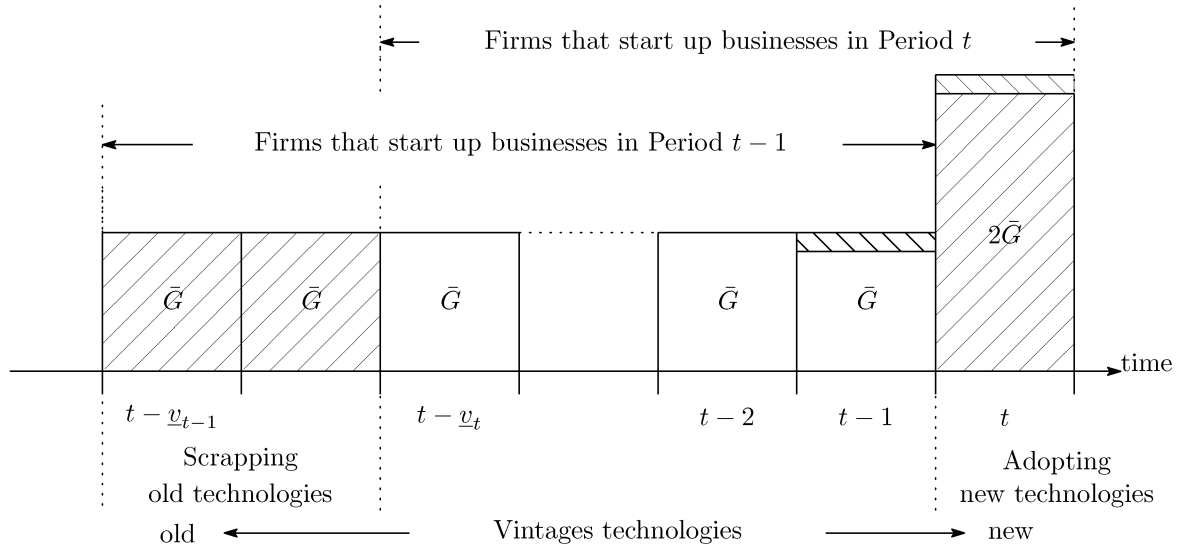 Firms that start up businesses in Period t
Firms that start up businesses in Period t − 1
2Ḡ
Ḡ Ḡ Ḡ Ḡ Ḡ
time
t − v̲ₜ₋₁ t − v̲ₜ t − 2 t − 1 t
Scrapping
old technologies
Adopting
new technologies
old Vintages technologies new